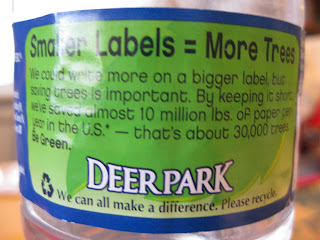 Smaller Labels = More Trees
We could write more on a bigger label, but
saving trees is important. By keeping it short,
we've saved almost 10 million lbs. of paper per
year in the U.S.* — that's about 30,000 trees.
Be Green.
DEER PARK
We can all make a difference. Please recycle.